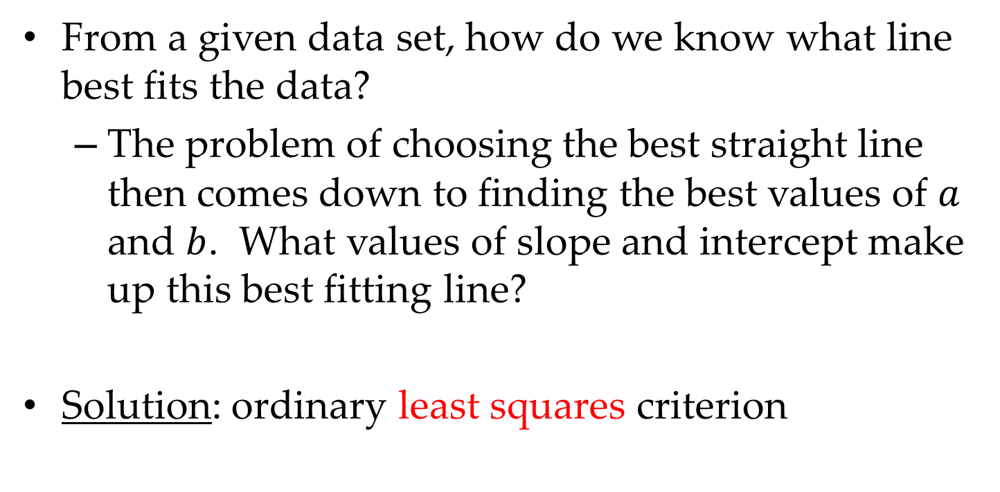 • From a given data set, how do we know what line
best fits the data?
– The problem of choosing the best straight line
then comes down to finding the best values of a
and b.  What values of slope and intercept make
up this best fitting line?
• Solution: ordinary least squares criterion